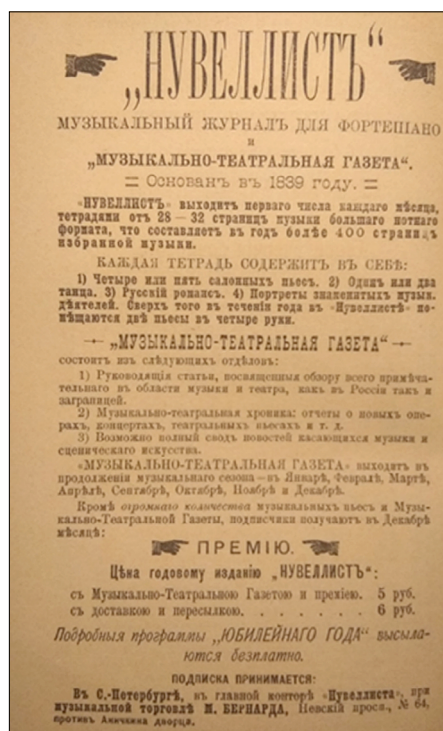 „НУВЕЛЛИСТЪ“
МУЗЫКАЛЬНЫЙ ЖУРНАЛЪ ДЛЯ ФОРТЕПІАНО
и
„МУЗЫКАЛЬНО-ТЕАТРАЛЬНАЯ ГАЗЕТА“.
Основанъ въ 1839 году.
«НУВЕЛЛИСТЪ» выходитъ перваго числа каждаго мѣсяца,
тетрадями отъ 28 — 32 страницъ музыки большаго нотнаго
формата, что составляетъ въ годъ болѣе 400 страницъ
избранной музыки.
КАЖДАЯ ТЕТРАДЬ СОДЕРЖИТЪ ВЪ СЕБѢ:
1) Четыре или пять салонныхъ пьесъ. 2) Одинъ или два
танца. 3) Русскій романсъ. 4) Портреты знаменитыхъ музык.
дѣятелей. Сверхъ того въ теченіи года въ «Нувеллистѣ» по-
мѣщаются двѣ пьесы въ четыре руки.
— „МУЗЫКАЛЬНО-ТЕАТРАЛЬНАЯ ГАЗЕТА“ —
состоитъ изъ слѣдующихъ отдѣловъ:
1) Руководящія статьи, посвященныя обзору всего примѣча-
тельнаго въ области музыки и театра, какъ въ Россіи такъ и
заграницей.
2) Музыкально-театральная хроника: отчеты о новыхъ опе-
рахъ, концертахъ, театральныхъ пьесахъ и т. д.
3) Возможно полный сводъ новостей касающихся музыки и
сценическаго искусства.
«МУЗЫКАЛЬНО-ТЕАТРАЛЬНАЯ ГАЗЕТА» выходитъ въ
продолженіи музыкальнаго сезона — въ Январѣ, Февралѣ, Мартѣ,
Апрѣлѣ, Сентябрѣ, Октябрѣ, Ноябрѣ и Декабрѣ.
Кромѣ огромнаго количества музыкальныхъ пьесъ и Музы-
кально-Театральной Газеты, подписчики получаютъ въ Декабрѣ
мѣсяцѣ:
ПРЕМІЮ.
Цѣна годовому изданію „НУВЕЛЛИСТЪ“:
съ Музыкально-Театральною Газетою и преміею. 5 руб.
съ доставкою и пересылкою. . . . . . . 6 руб.
Подробныя программы „ЮБИЛЕЙНАГО ГОДА“ высыла-
ются безплатно.
ПОДПИСКА ПРИНИМАЕТСЯ:
Въ С.-Петербургѣ, въ главной конторѣ «Нувеллиста», при
музыкальной торговлѣ М. БЕРНАРДА, Невскій просп., № 64,
противъ Аничкина дворца.